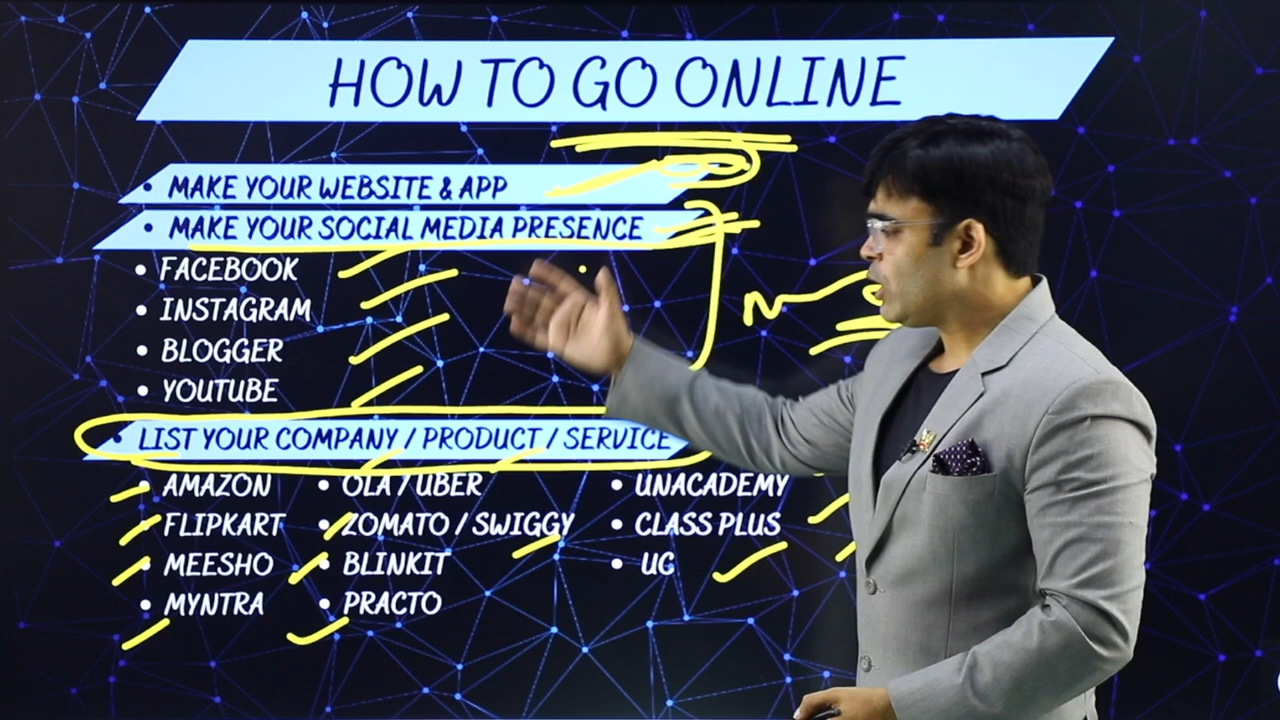 HOW TO GO ONLINE
• MAKE YOUR WEBSITE & APP
• MAKE YOUR SOCIAL MEDIA PRESENCE
• FACEBOOK
• INSTAGRAM
• BLOGGER
• YOUTUBE
• LIST YOUR COMPANY / PRODUCT / SERVICE
• AMAZON
• FLIPKART
• MEESHO
• MYNTRA
• OLA / UBER
• ZOMATO / SWIGGY
• BLINKIT
• PRACTO
• UNACADEMY
• CLASS PLUS
• UC